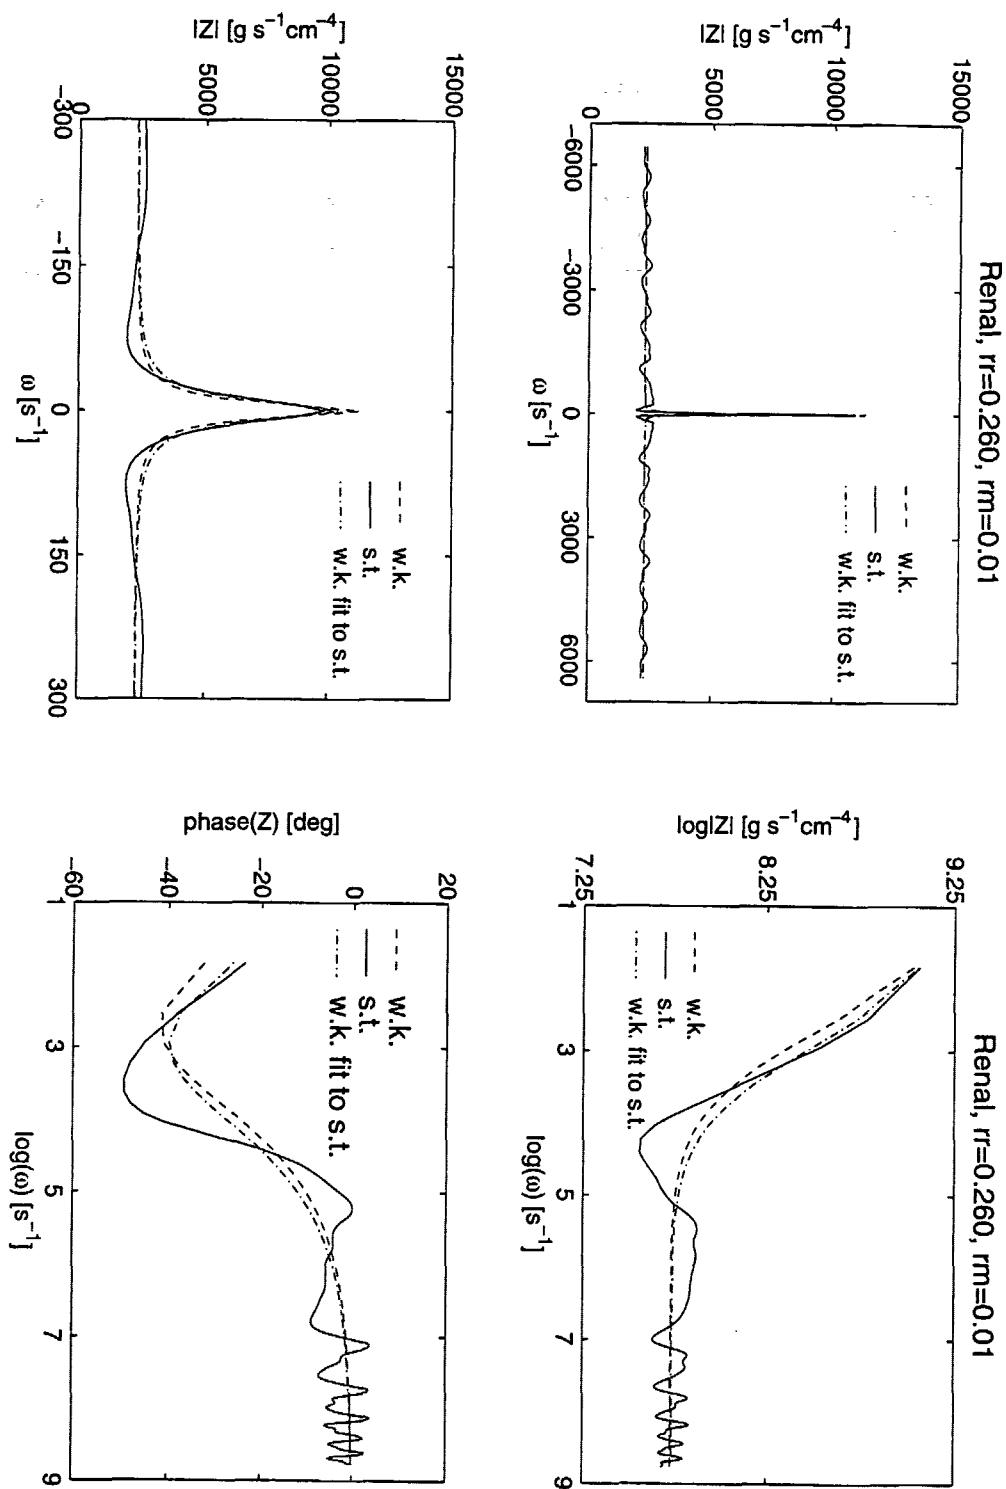 Renal, rr=0.260, rm=0.01
|Z| [g s⁻¹cm⁻⁴]
15000
10000
5000
0
-6000
-3000
0
3000
6000
ω [s⁻¹]
w.k.
s.t.
w.k. fit to s.t.
Renal, rr=0.260, rm=0.01
log|Z| [g s⁻¹cm⁻⁴]
9.25
8.25
7.25
1
3
5
7
9
log(ω) [s⁻¹]
w.k.
s.t.
w.k. fit to s.t.
|Z| [g s⁻¹cm⁻⁴]
15000
10000
5000
0
-300
-150
0
150
300
ω [s⁻¹]
w.k.
s.t.
w.k. fit to s.t.
phase(Z) [deg]
20
0
-20
-40
-60
1
3
5
7
9
log(ω) [s⁻¹]
w.k.
s.t.
w.k. fit to s.t.